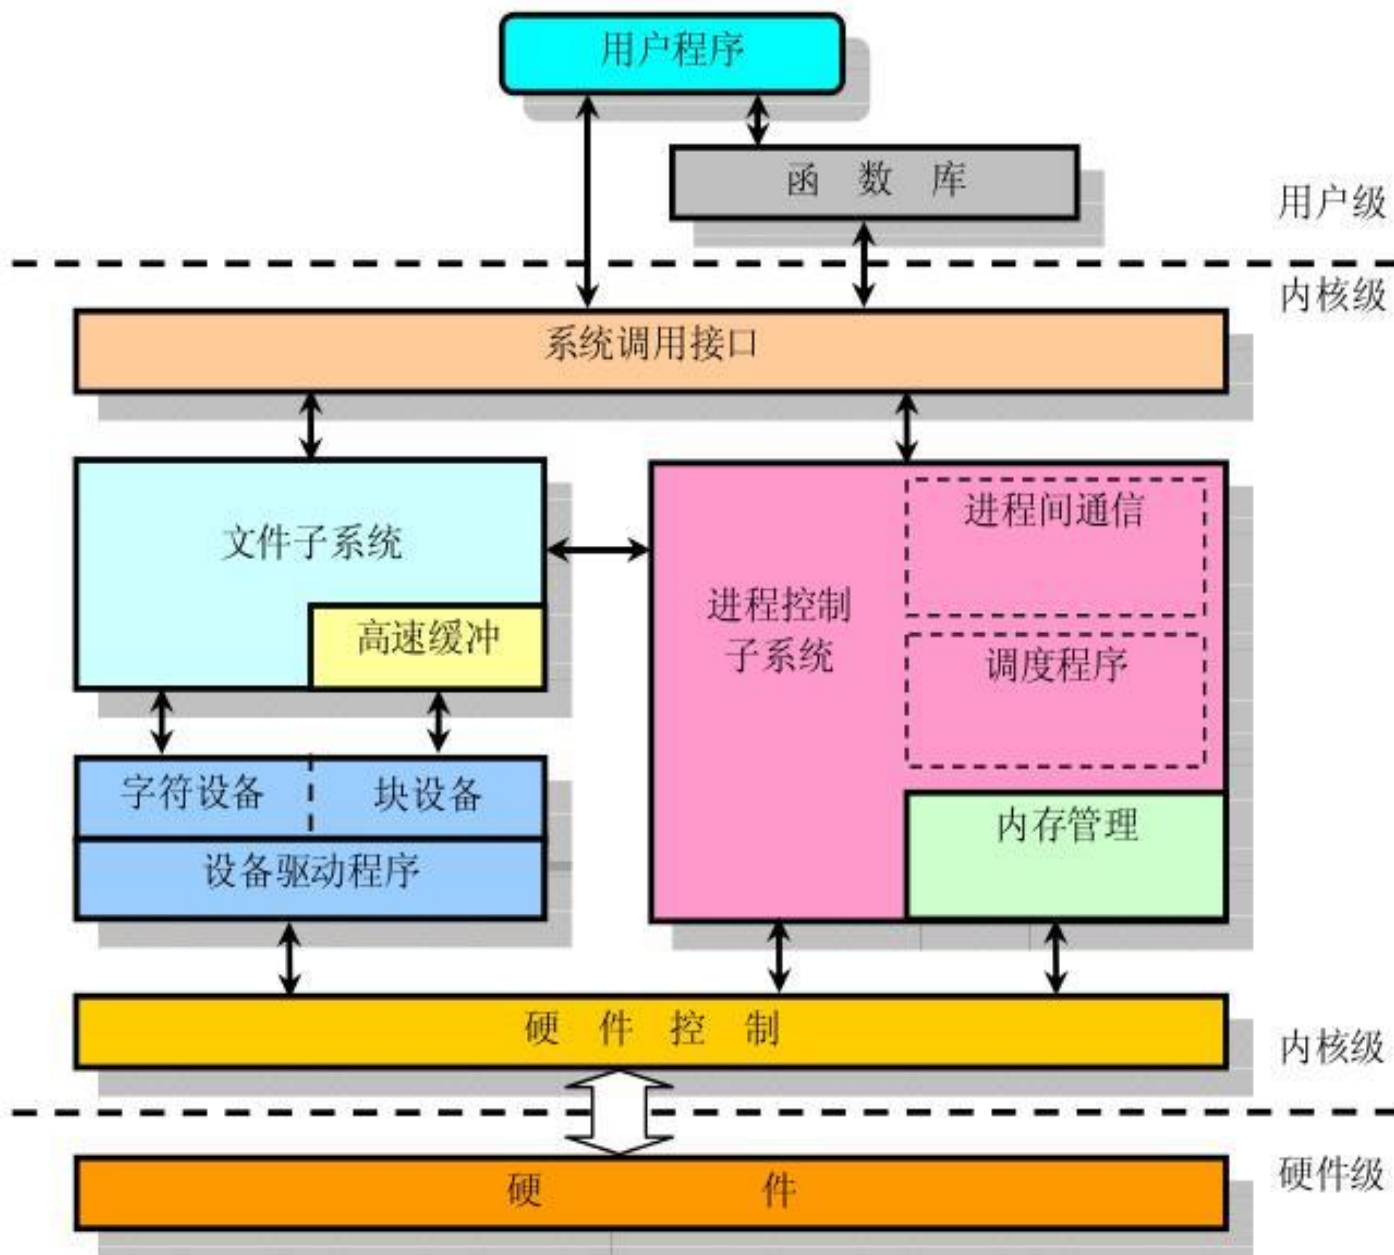 用户程序
函 数 库
用户级
内核级
系统调用接口
文件子系统
高速缓冲
进程控制
子系统
进程间通信
调度程序
内存管理
字符设备
块设备
设备驱动程序
硬 件 控 制
内核级
硬 件
硬件级